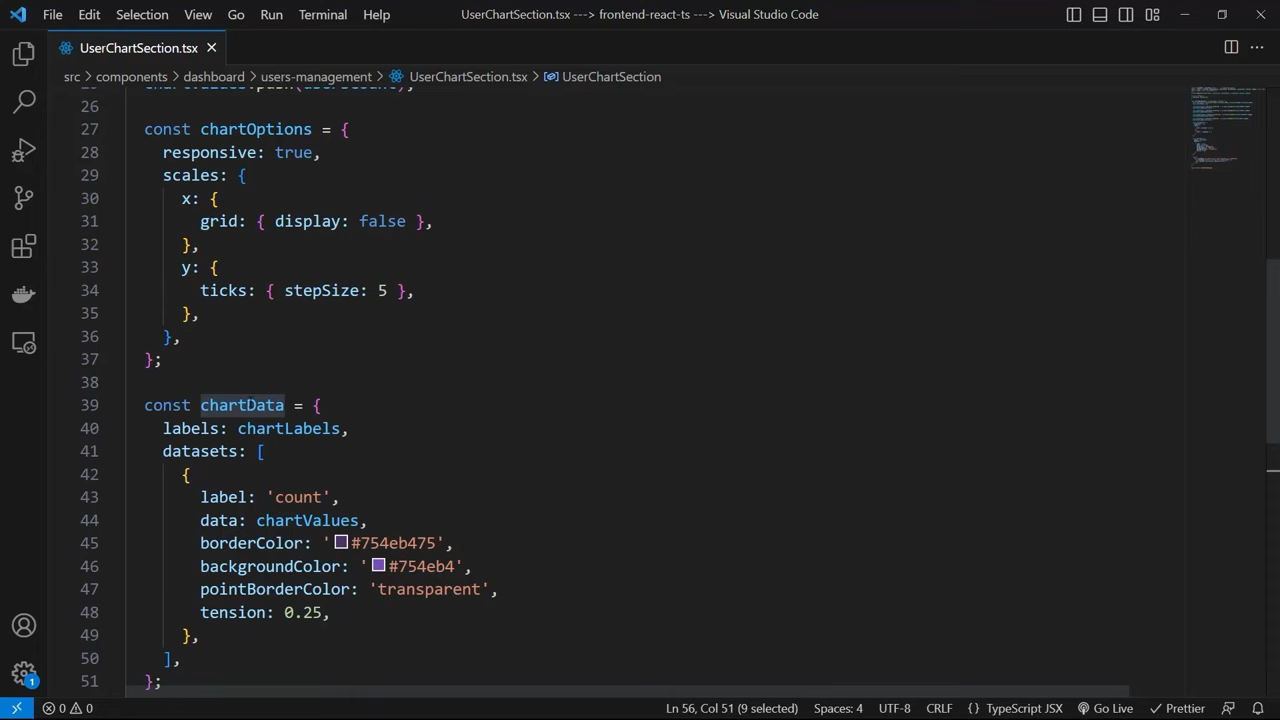 File Edit Selection View Go Run Terminal Help UserChartSection.tsx ---> frontend-react-ts ---> Visual Studio Code
UserChartSection.tsx
src > components > dashboard > users-management > UserChartSection.tsx > UserChartSection
26
27 const chartOptions = {
28 responsive: true,
29 scales: {
30 x: {
31 grid: { display: false },
32 },
33 y: {
34 ticks: { stepSize: 5 },
35 },
36 },
37 };
38
39 const chartData = {
40 labels: chartLabels,
41 datasets: [
42 {
43 label: 'count',
44 data: chartValues,
45 borderColor: '#754eb475',
46 backgroundColor: '#754eb4',
47 pointBorderColor: 'transparent',
48 tension: 0.25,
49 },
50 ],
51 };
1
0 0 Ln 56, Col 51 (9 selected) Spaces: 4 UTF-8 CRLF {} TypeScript JSX Go Live Prettier